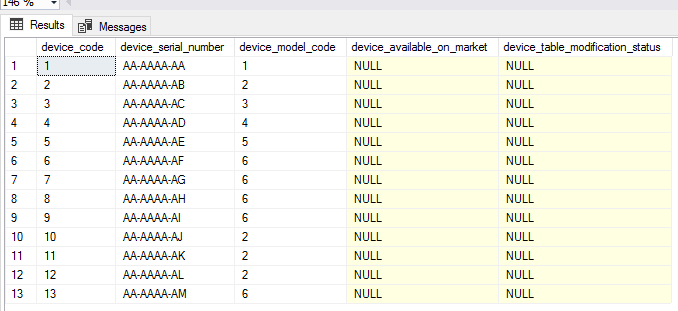 146 %
Results Messages
device_code device_serial_number device_model_code device_available_on_market device_table_modification_status
1 1 AA-AAAA-AA 1 NULL NULL
2 2 AA-AAAA-AB 2 NULL NULL
3 3 AA-AAAA-AC 3 NULL NULL
4 4 AA-AAAA-AD 4 NULL NULL
5 5 AA-AAAA-AE 5 NULL NULL
6 6 AA-AAAA-AF 6 NULL NULL
7 7 AA-AAAA-AG 6 NULL NULL
8 8 AA-AAAA-AH 6 NULL NULL
9 9 AA-AAAA-AI 6 NULL NULL
10 10 AA-AAAA-AJ 2 NULL NULL
11 11 AA-AAAA-AK 2 NULL NULL
12 12 AA-AAAA-AL 2 NULL NULL
13 13 AA-AAAA-AM 6 NULL NULL